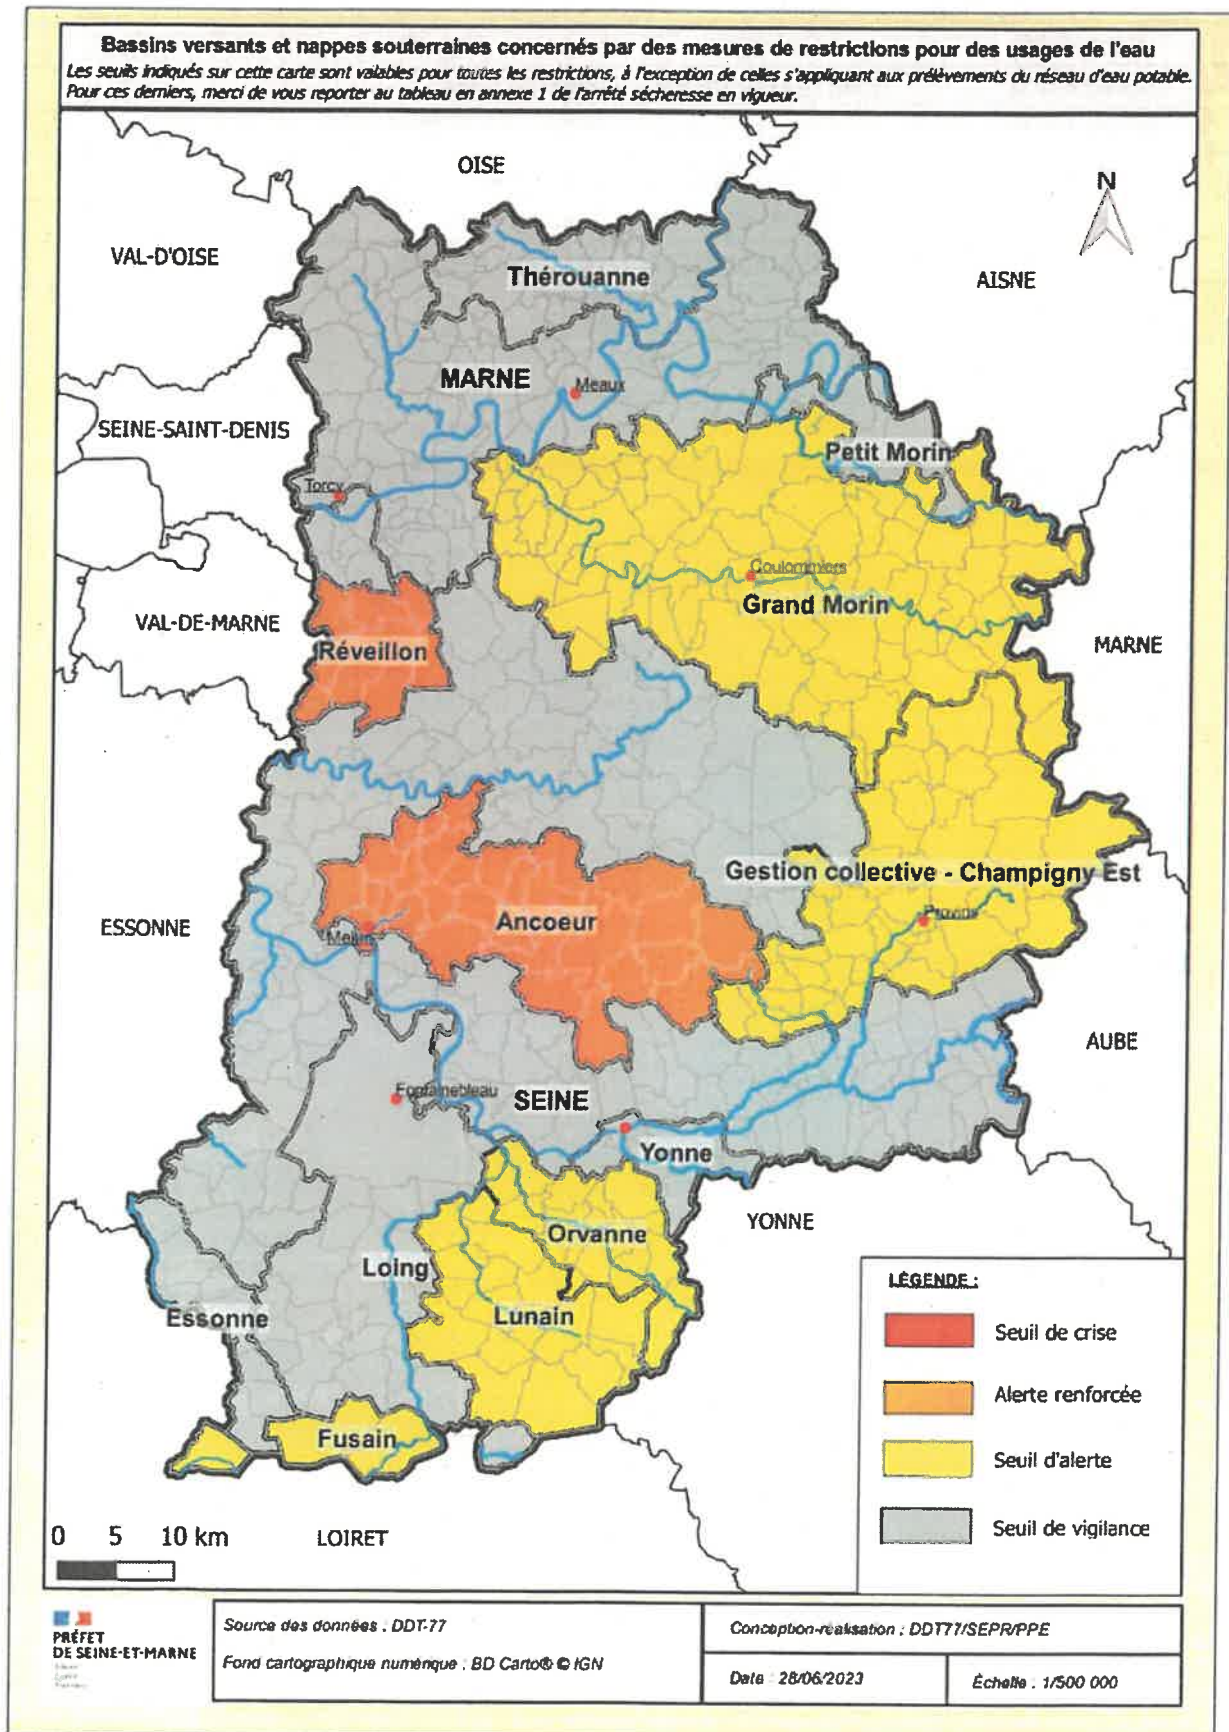 Bassins versants et nappes souterraines concernés par des mesures de restrictions pour des usages de l'eau
Les seuils indiqués sur cette carte sont valables pour toutes les restrictions, à l'exception de celles s'appliquant aux prélèvements du réseau d'eau potable.
Pour ces derniers, merci de vous reporter au tableau en annexe 1 de l'arrêté sécheresse en vigueur.
OISE
N
VAL-D'OISE
Thérouanne
AISNE
MARNE
Meaux
SEINE-SAINT-DENIS
Petit Morin
Torcy
Coulommiers
Grand Morin
VAL-DE-MARNE
Réveillon
MARNE
Gestion collective - Champigny Est
Provins
ESSONNE
Ancoeur
Melun
AUBE
Fontainebleau
SEINE
Yonne
YONNE
Orvanne
Loing
Essonne
Lunain
Fusain
LÉGENDE :
Seuil de crise
Alerte renforcée
Seuil d'alerte
Seuil de vigilance
0 5 10 km
LOIRET
PRÉFET
DE SEINE-ET-MARNE
Source des données : DDT-77
Fond cartographique numérique : BD Carto® © IGN
Conception-réalisation : DDT77/SEPR/PPE
Date : 28/06/2023
Échelle : 1/500 000